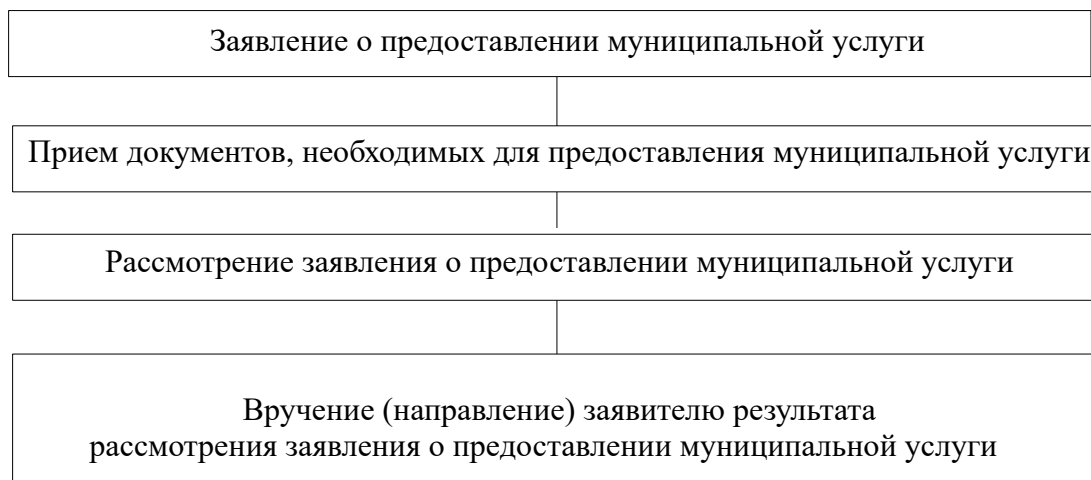 Заявление о предоставлении муниципальной услуги
Прием документов, необходимых для предоставления муниципальной услуги
Рассмотрение заявления о предоставлении муниципальной услуги
Вручение (направление) заявителю результата
рассмотрения заявления о предоставлении муниципальной услуги